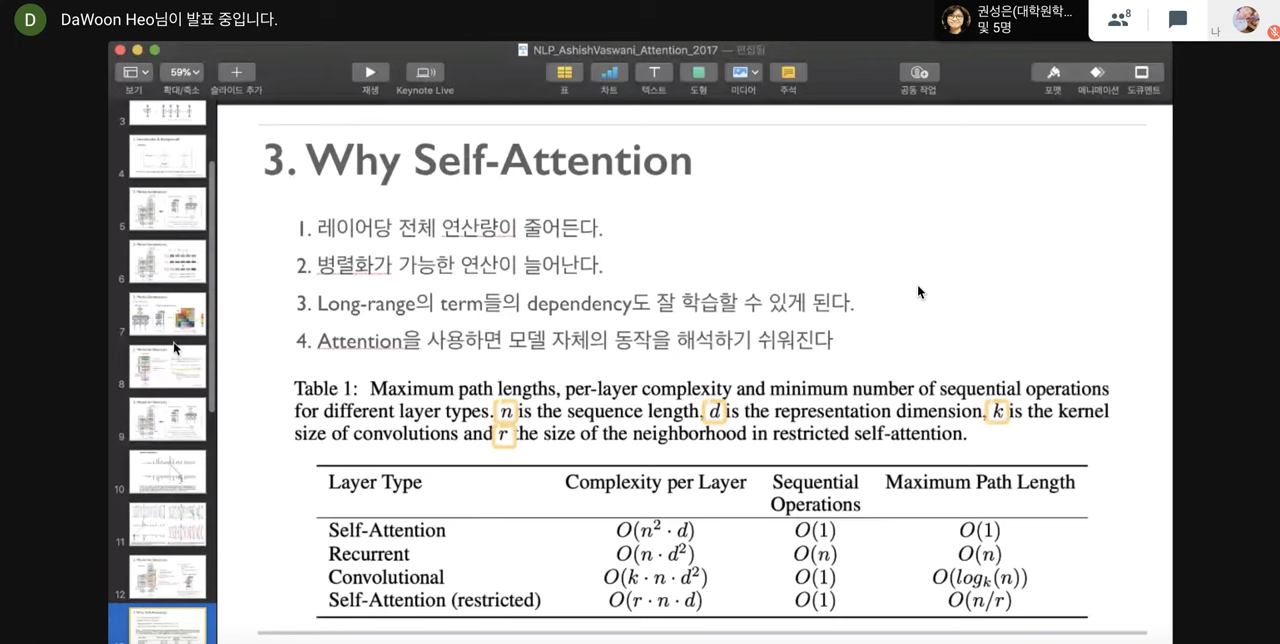 D DaWoon Heo님이 발표 중입니다.
권성은(대학원학...
및 5명
8
나
NLP_AshishVaswani_Attention_2017 — 편집됨
59%
보기 확대/축소 슬라이드 추가 재생 Keynote Live 표 차트 텍스트 도형 미디어 주석 공동 작업 포맷 애니메이션 도큐멘트
3
4
5
6
7
8
9
10
11
12
3. Why Self-Attention
1. 레이어당 전체 연산량이 줄어든다.
2. 병렬화가 가능한 연산이 늘어난다.
3. Long-range의 term들의 dependency도 잘 학습할 수 있게 된다.
4. Attention을 사용하면 모델 자체의 동작을 해석하기 쉬워진다
Table 1: Maximum path lengths, per-layer complexity and minimum number of sequential operations
for different layer types. n is the sequence length, d is the representation dimension, k is the kernel
size of convolutions and r the size of the neighborhood in restricted self-attention.
Layer Type Complexity per Layer Sequential Maximum Path Length
Operations
Self-Attention O(n² · d) O(1) O(1)
Recurrent O(n · d²) O(n) O(n)
Convolutional O(k · n · d²) O(1) O(logₖ(n))
Self-Attention (restricted) O(r · n · d) O(1) O(n/r)